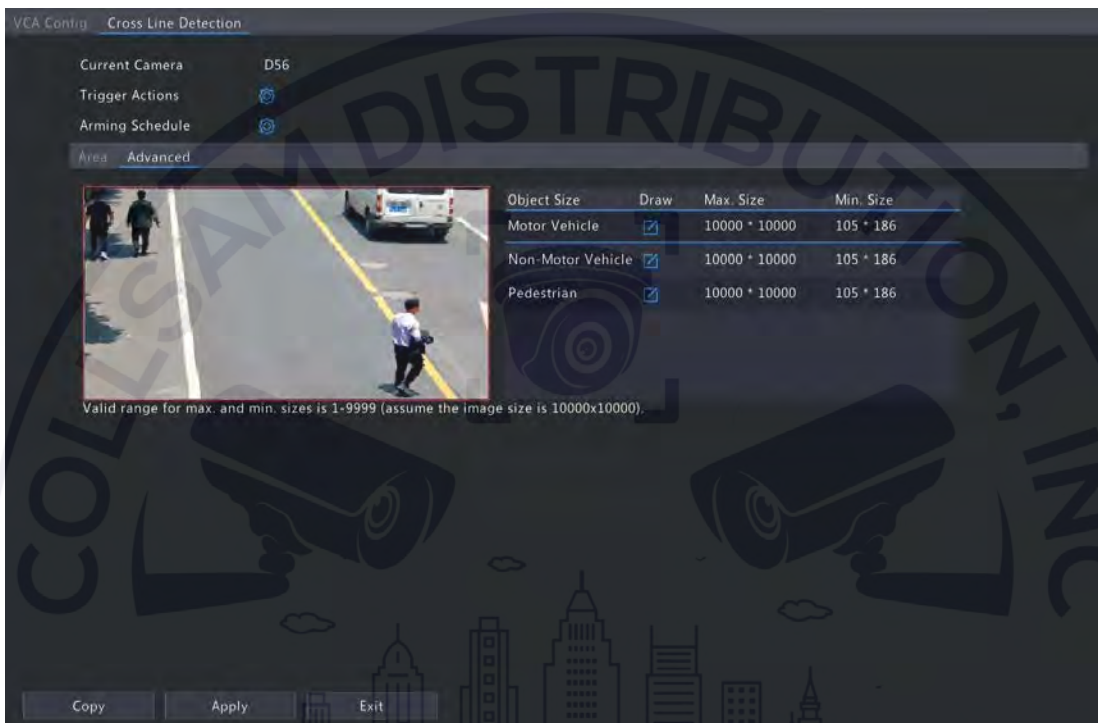 VCA Config Cross Line Detection
Current Camera D56
Trigger Actions
Arming Schedule
Area Advanced
Object Size Draw Max. Size Min. Size
Motor Vehicle 10000 * 10000 105 * 186
Non-Motor Vehicle 10000 * 10000 105 * 186
Pedestrian 10000 * 10000 105 * 186
Valid range for max. and min. sizes is 1-9999 (assume the image size is 10000x10000).
COLLSAM DISTRIBUTION, INC
Copy Apply Exit